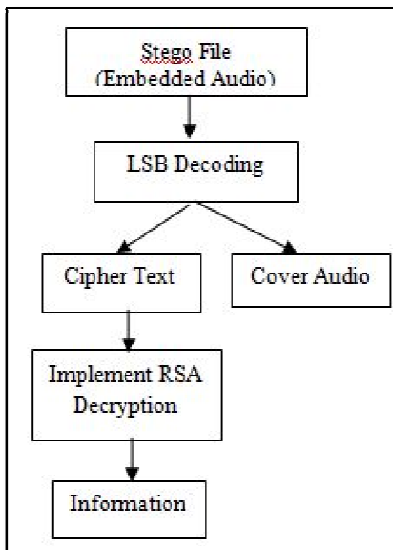 Stego File
(Embedded Audio)
LSB Decoding
Cipher Text
Cover Audio
Implement RSA
Decryption
Information